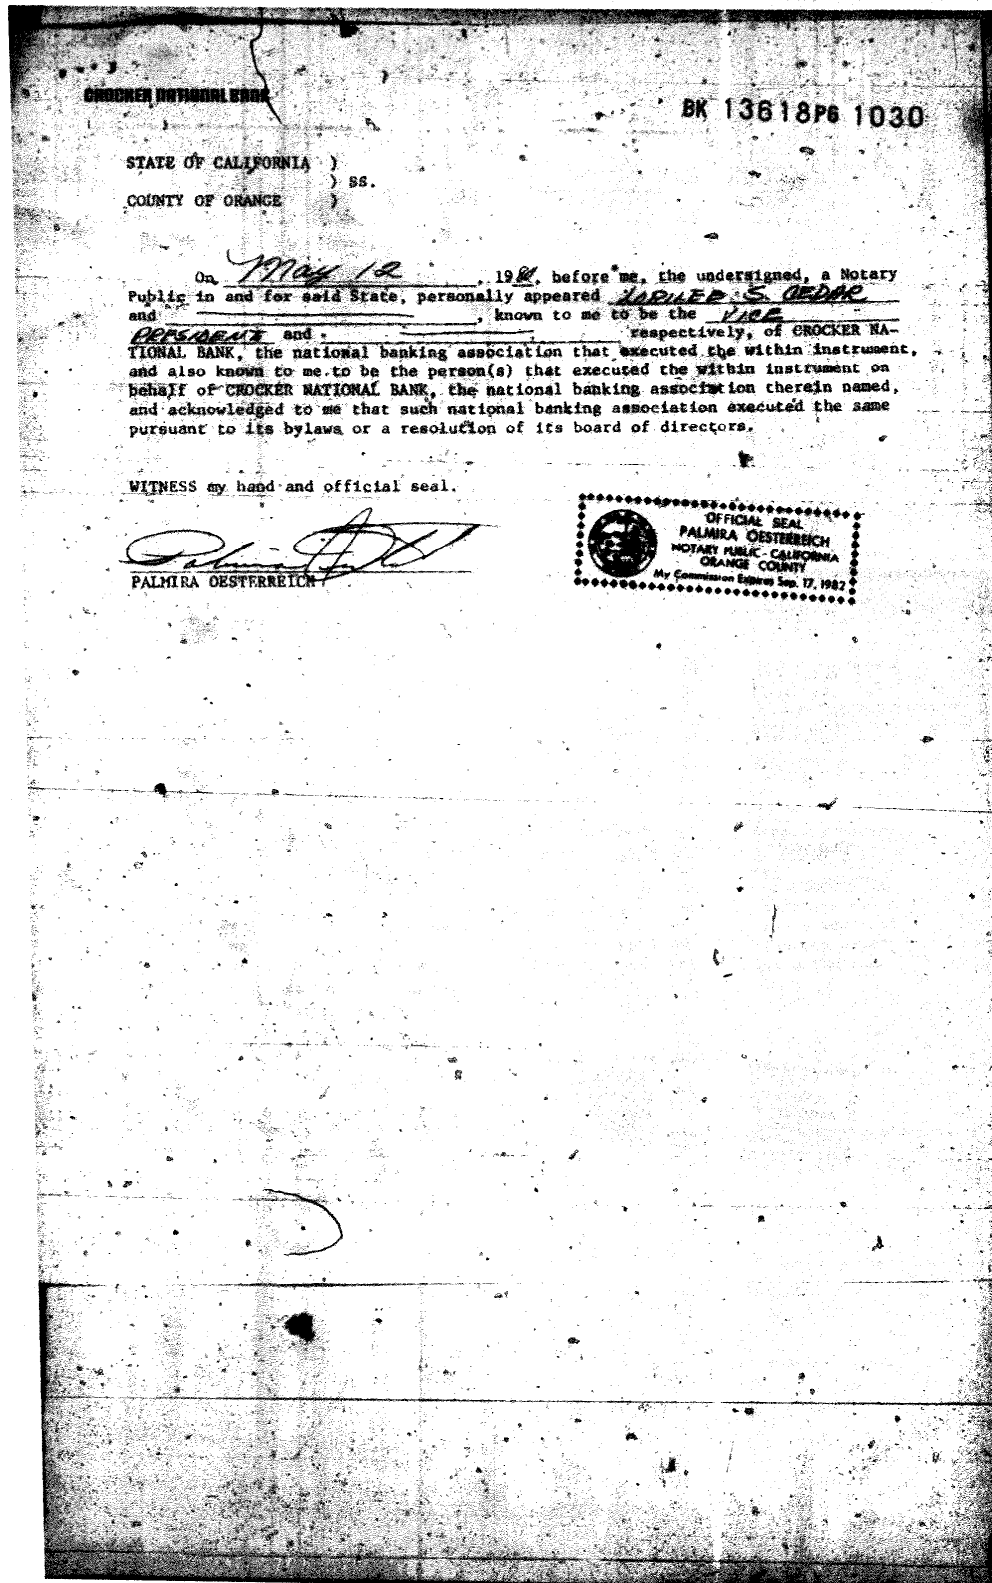 CROCKER NATIONAL BANK
BK 13618 PG 1030
STATE OF CALIFORNIA )
) ss.
COUNTY OF ORANGE )
On May 12, 1980, before me, the undersigned, a Notary
Public in and for said State, personally appeared S. CEDAR
and , known to me to be the VICE
PRESIDENT and respectively, of CROCKER NA-
TIONAL BANK, the national banking association that executed the within instrument,
and also known to me to be the person(s) that executed the within instrument on
behalf of CROCKER NATIONAL BANK, the national banking association therein named,
and acknowledged to me that such national banking association executed the same
pursuant to its bylaws or a resolution of its board of directors.
WITNESS my hand and official seal.
PALMIRA OESTERREICH
OFFICIAL SEAL
PALMIRA OESTERREICH
NOTARY PUBLIC - CALIFORNIA
ORANGE COUNTY
My Commission Expires Sep. 17, 1982